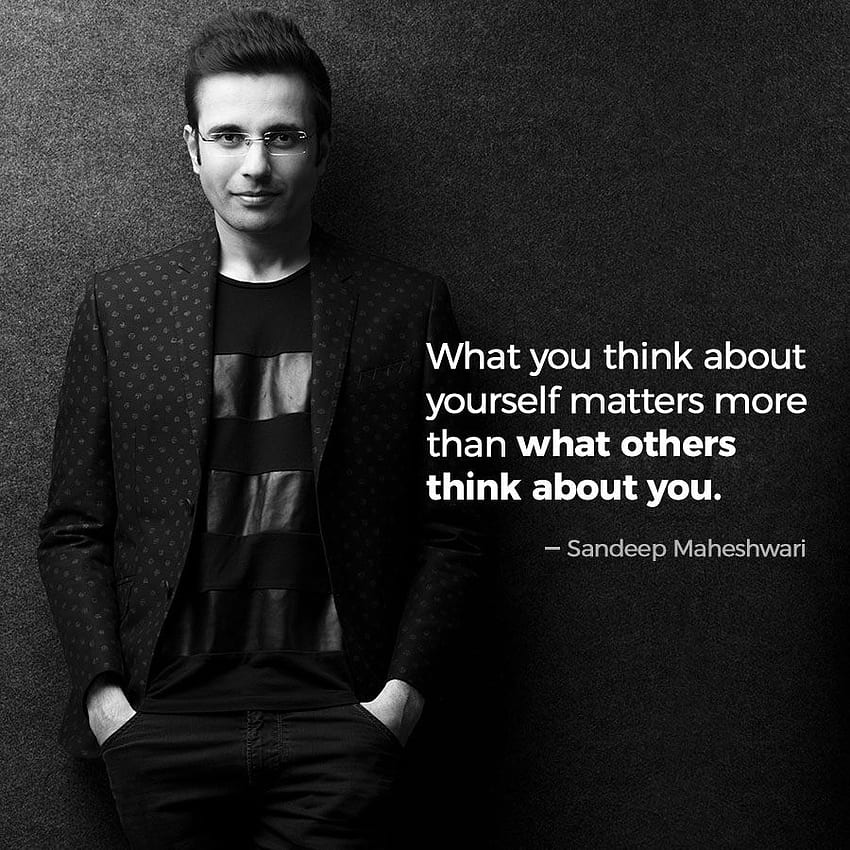 What you think about
yourself matters more
than what others
think about you.
– Sandeep Maheshwari